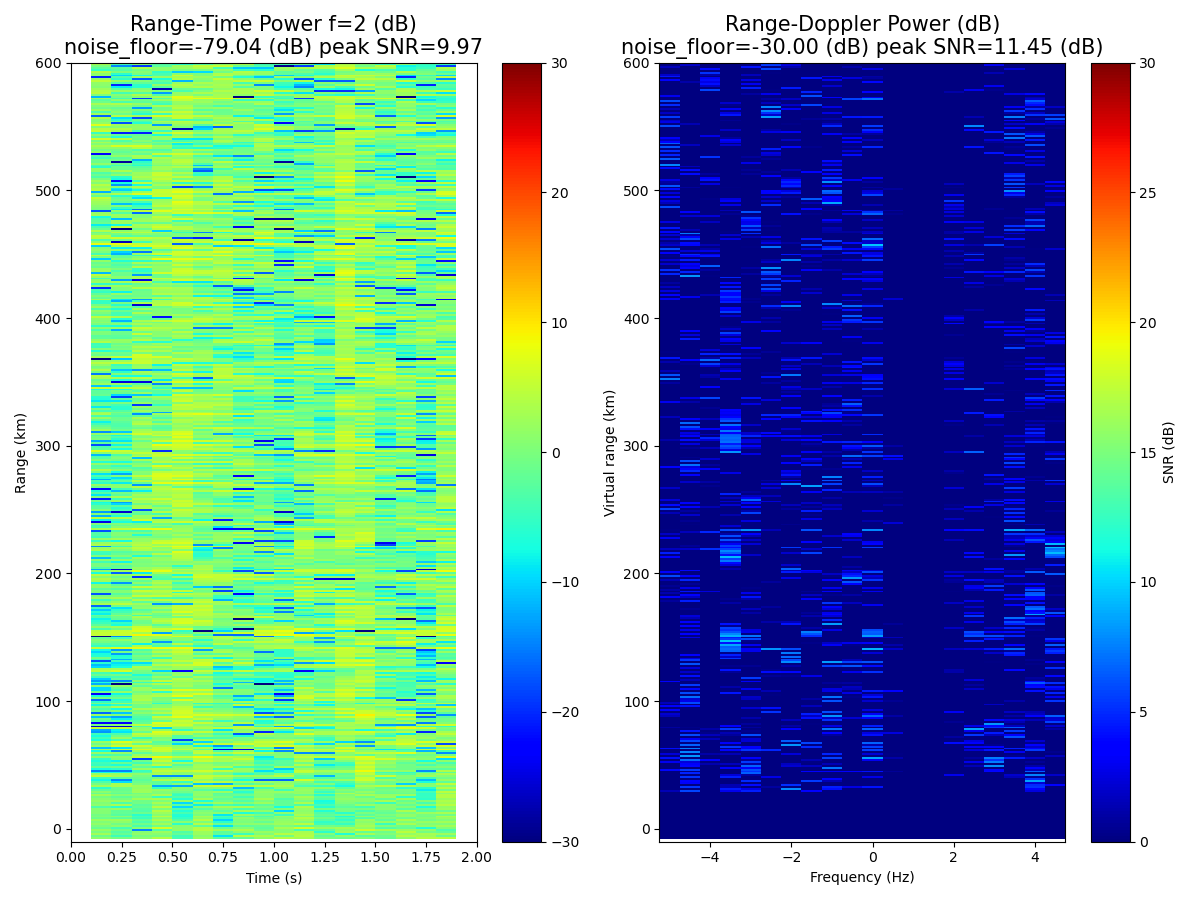 Range-Time Power f=2 (dB)
noise_floor=-79.04 (dB) peak SNR=9.97
Range (km)
600
500
400
300
200
100
0
0.00 0.25 0.50 0.75 1.00 1.25 1.50 1.75 2.00
Time (s)
30
20
10
0
−10
−20
−30
Range-Doppler Power (dB)
noise_floor=-30.00 (dB) peak SNR=11.45 (dB)
Virtual range (km)
600
500
400
300
200
100
0
−4 −2 0 2 4
Frequency (Hz)
30
25
20
15
10
5
0
SNR (dB)